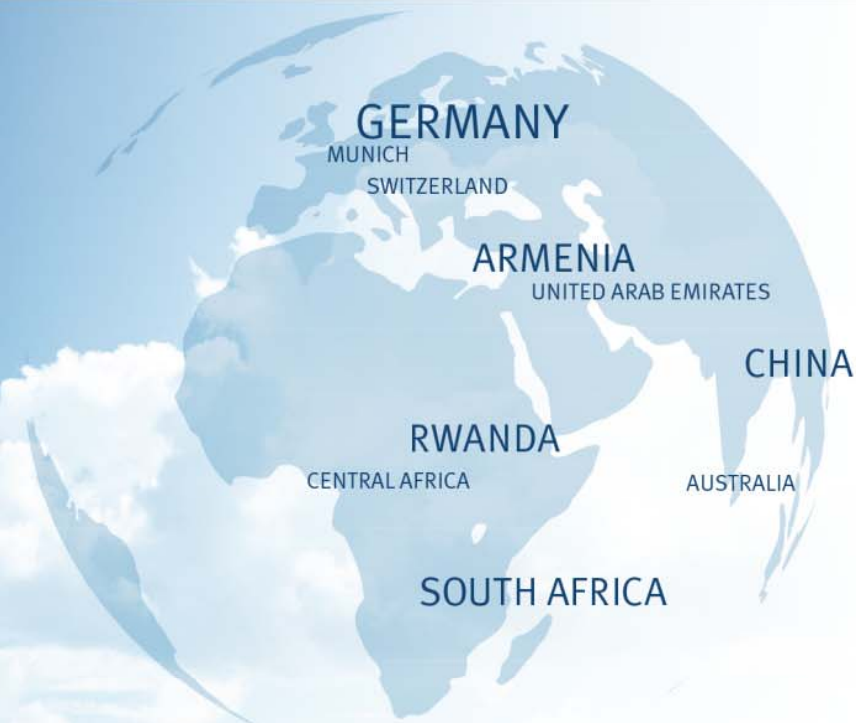 GERMANY
MUNICH
SWITZERLAND
ARMENIA
UNITED ARAB EMIRATES
CHINA
RWANDA
CENTRAL AFRICA
AUSTRALIA
SOUTH AFRICA